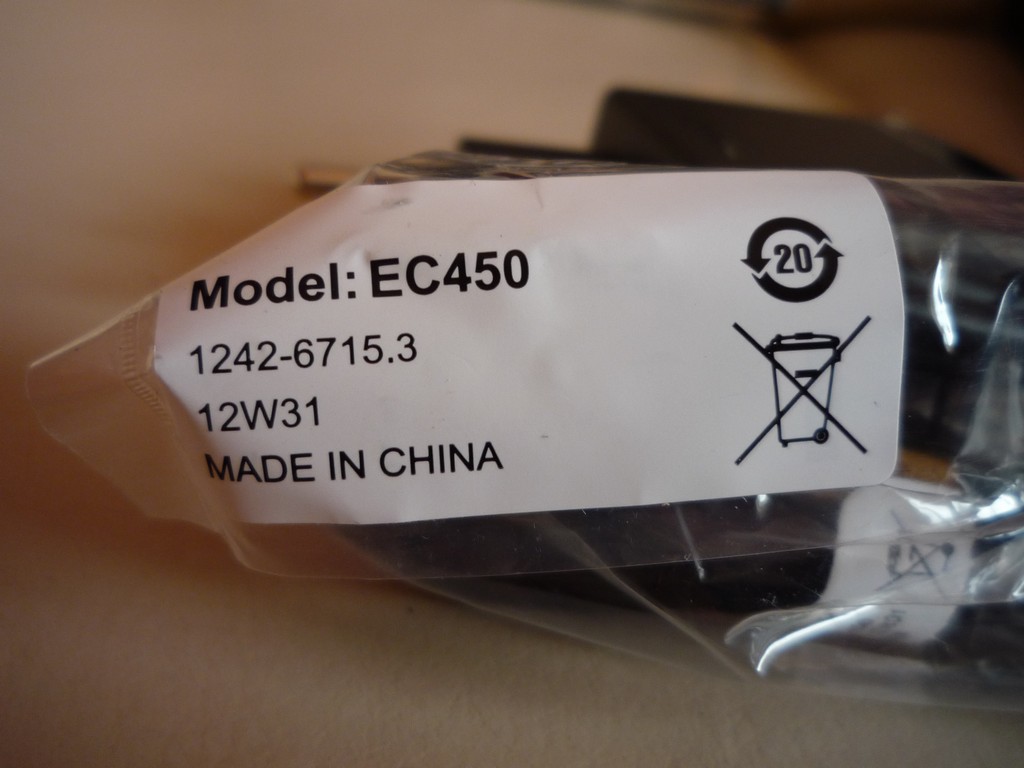 Model: EC450
20
1242-6715.3
12W31
MADE IN CHINA